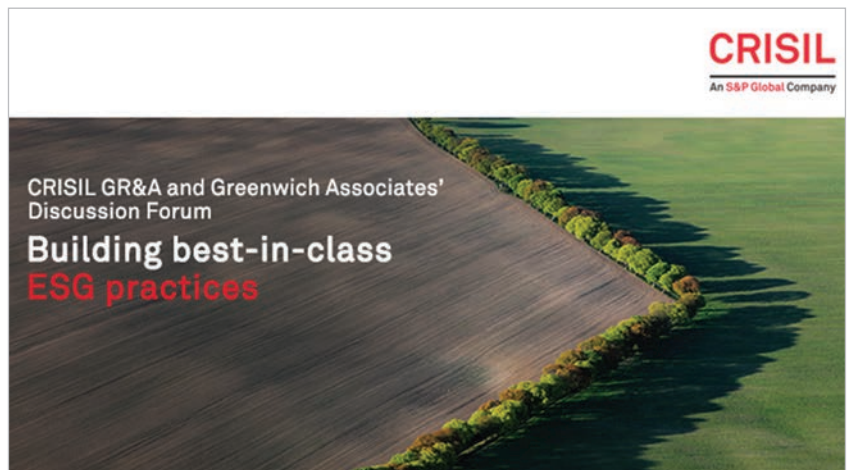 CRISIL
An S&P Global Company
CRISIL GR&A and Greenwich Associates'
Discussion Forum
Building best-in-class
ESG practices